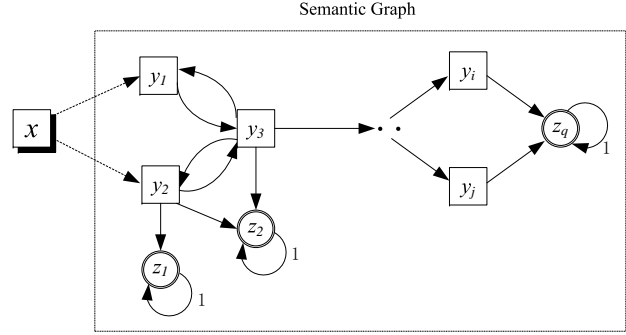 Semantic Graph
y1
yi
x
y3
. .
zq
1
y2
yj
z2
z1
1
1